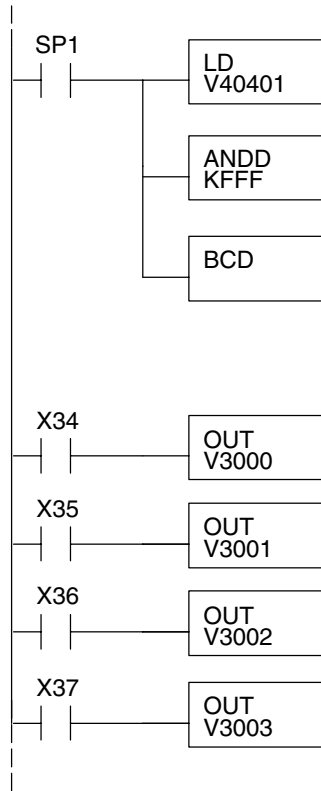 SP1
LD
V40401
ANDD
KFFF
BCD
X34
OUT
V3000
X35
OUT
V3001
X36
OUT
V3002
X37
OUT
V3003